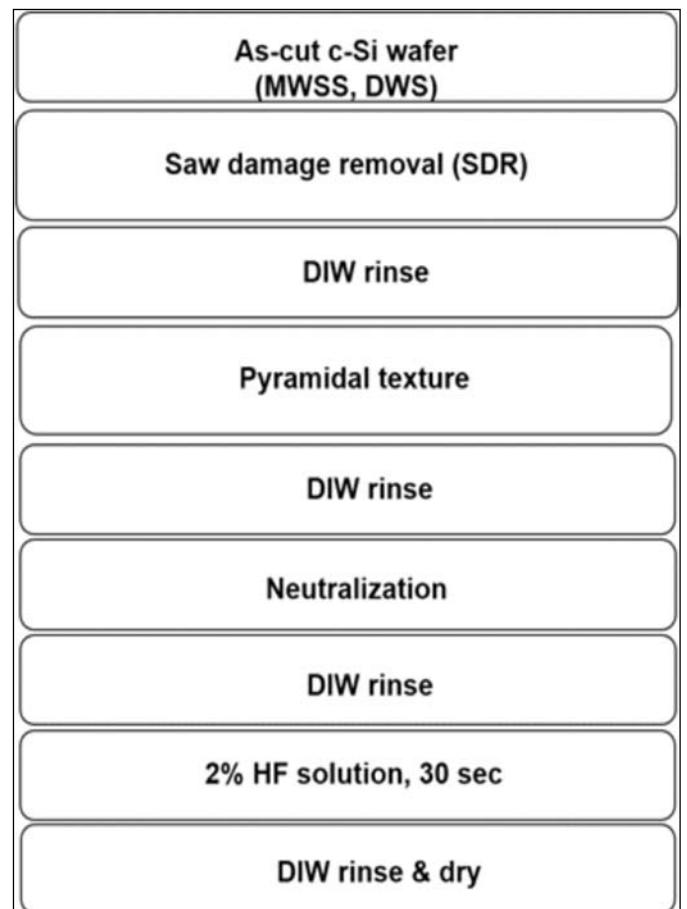 As-cut c-Si wafer
(MWSS, DWS)
Saw damage removal (SDR)
DIW rinse
Pyramidal texture
DIW rinse
Neutralization
DIW rinse
2% HF solution, 30 sec
DIW rinse & dry